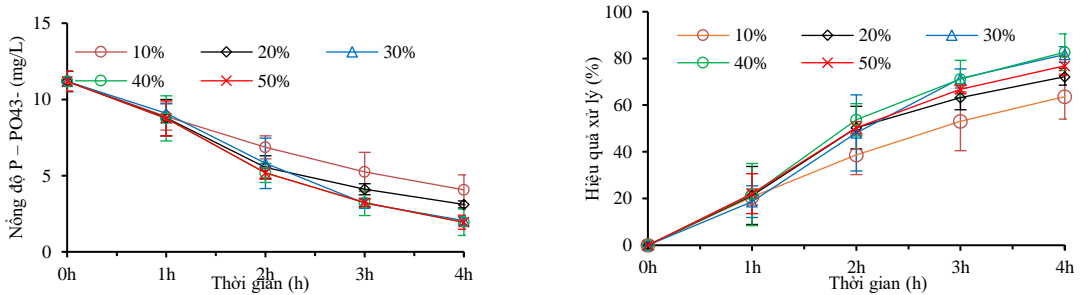 Nồng độ P – PO43- (mg/L)
15
10
5
0
10%
20%
30%
40%
50%
0h
1h
2h
3h
4h
Thời gian (h)
Hiệu quả xử lý (%)
100
80
60
40
20
0
10%
20%
30%
40%
50%
0h
1h
2h
3h
4h
Thời gian (h)